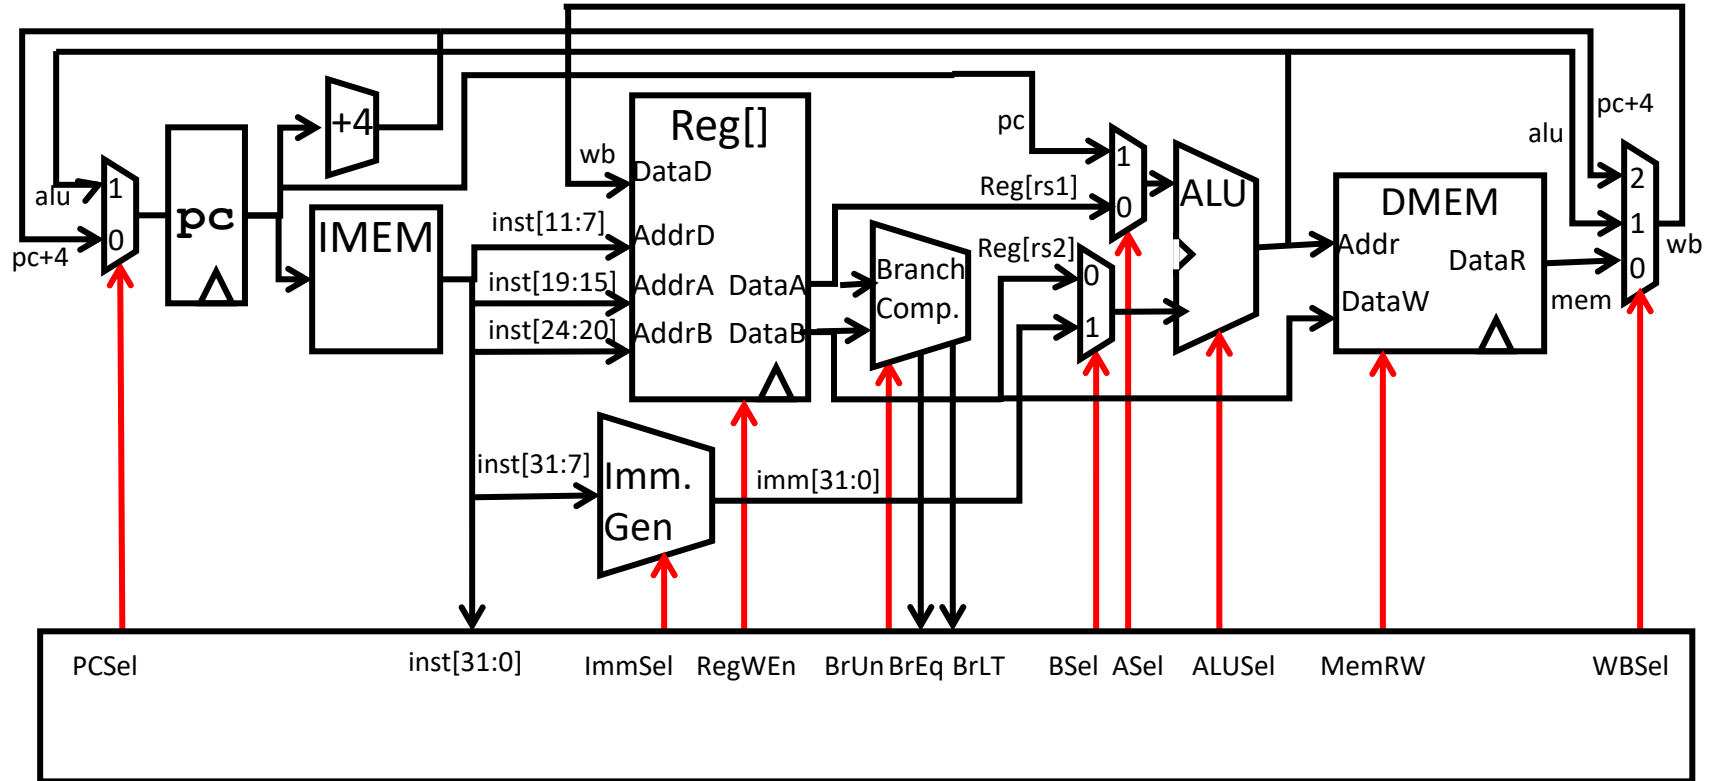 pc+4
pc
alu
+4
Reg[]
wb
DataD
1
Reg[rs1]
ALU
DMEM
2
alu
1
pc
0
pc+4
IMEM
inst[11:7]
AddrD
0
Reg[rs2]
Addr
1
wb
inst[19:15]
AddrA
DataA
Branch
Comp.
0
DataR
0
mem
inst[24:20]
AddrB
DataB
1
DataW
inst[31:7]
Imm.
Gen
imm[31:0]
PCSel
inst[31:0]
ImmSel
RegWEn
BrUn
BrEq
BrLT
BSel
ASel
ALUSel
MemRW
WBSel